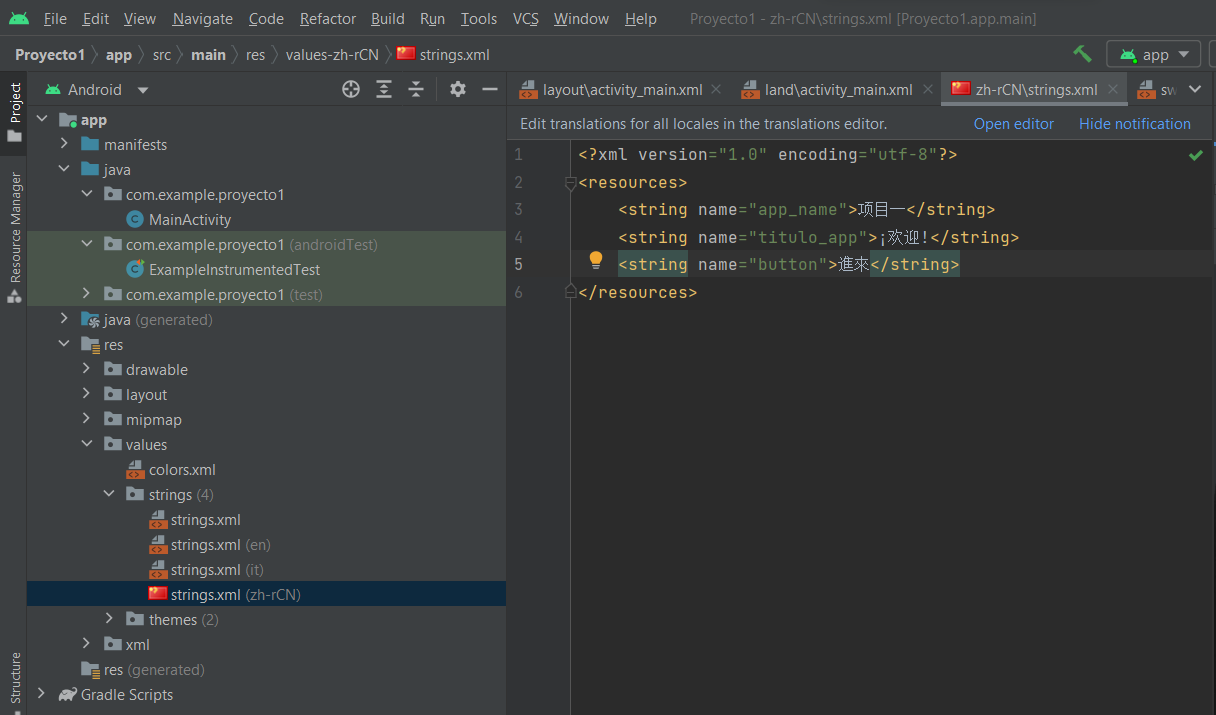 File Edit View Navigate Code Refactor Build Run Tools VCS Window Help Proyecto1 - zh-rCN\strings.xml [Proyecto1.app.main]
Proyecto1 app src main res values-zh-rCN strings.xml app
Project
Resource Manager
Structure
Android
app
manifests
java
com.example.proyecto1
MainActivity
com.example.proyecto1 (androidTest)
ExampleInstrumentedTest
com.example.proyecto1 (test)
java (generated)
res
drawable
layout
mipmap
values
colors.xml
strings (4)
strings.xml
strings.xml (en)
strings.xml (it)
strings.xml (zh-rCN)
themes (2)
xml
res (generated)
Gradle Scripts
layout\activity_main.xml land\activity_main.xml zh-rCN\strings.xml sw
Edit translations for all locales in the translations editor. Open editor Hide notification
1 <?xml version="1.0" encoding="utf-8"?>
2 <resources>
3 <string name="app_name">项目一</string>
4 <string name="titulo_app">¡欢迎!</string>
5 <string name="button">進來</string>
6 </resources>